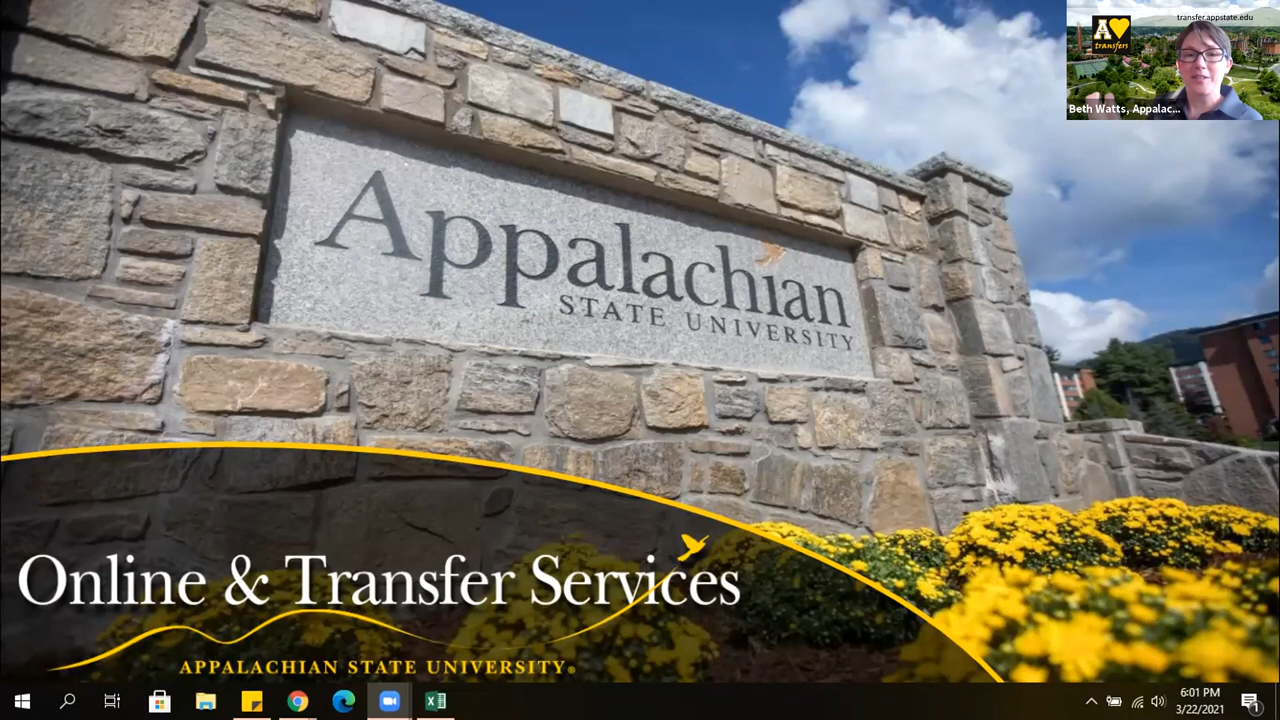 transfer.appstate.edu
A
transfers
Beth Watts, Appalac...
Appalachian
STATE UNIVERSITY
Online & Transfer Services
APPALACHIAN STATE UNIVERSITY®
6:01 PM
3/22/2021
1